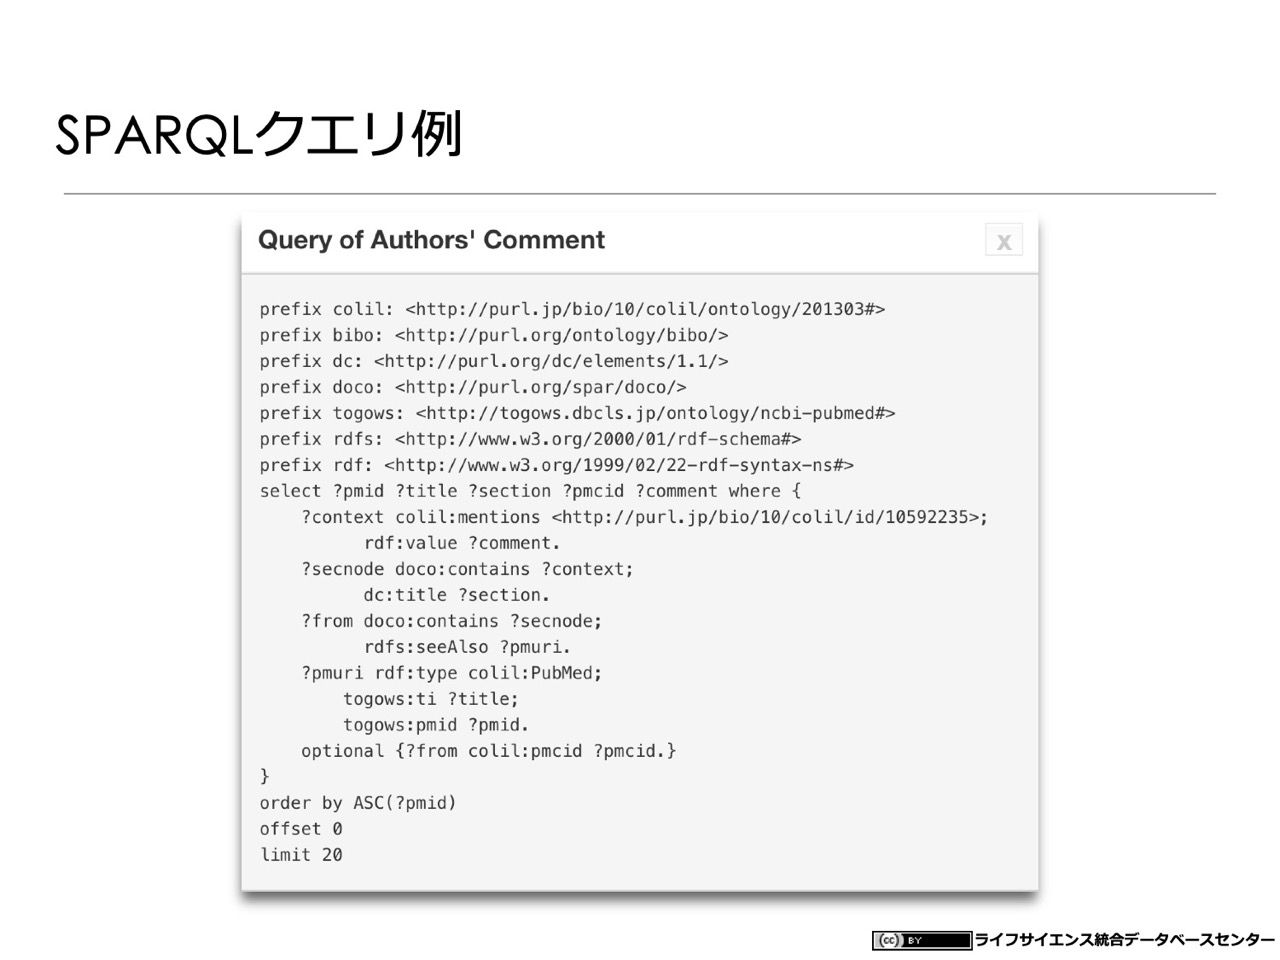 SPARQLクエリ例
Query of Authors' Comment
x
prefix colil: <http://purl.jp/bio/10/colil/ontology/201303#>
prefix bibo: <http://purl.org/ontology/bibo/>
prefix dc: <http://purl.org/dc/elements/1.1/>
prefix doco: <http://purl.org/spar/doco/>
prefix togows: <http://togows.dbcls.jp/ontology/ncbi-pubmed#>
prefix rdfs: <http://www.w3.org/2000/01/rdf-schema#>
prefix rdf: <http://www.w3.org/1999/02/22-rdf-syntax-ns#>
select ?pmid ?title ?section ?pmcid ?comment where {
    ?context colil:mentions <http://purl.jp/bio/10/colil/id/10592235>;
          rdf:value ?comment.
    ?secnode doco:contains ?context;
          dc:title ?section.
    ?from doco:contains ?secnode;
          rdfs:seeAlso ?pmuri.
    ?pmuri rdf:type colil:PubMed;
        togows:ti ?title;
        togows:pmid ?pmid.
    optional {?from colil:pmcid ?pmcid.}
}
order by ASC(?pmid)
offset 0
limit 20
(cc) BY ライフサイエンス統合データベースセンター